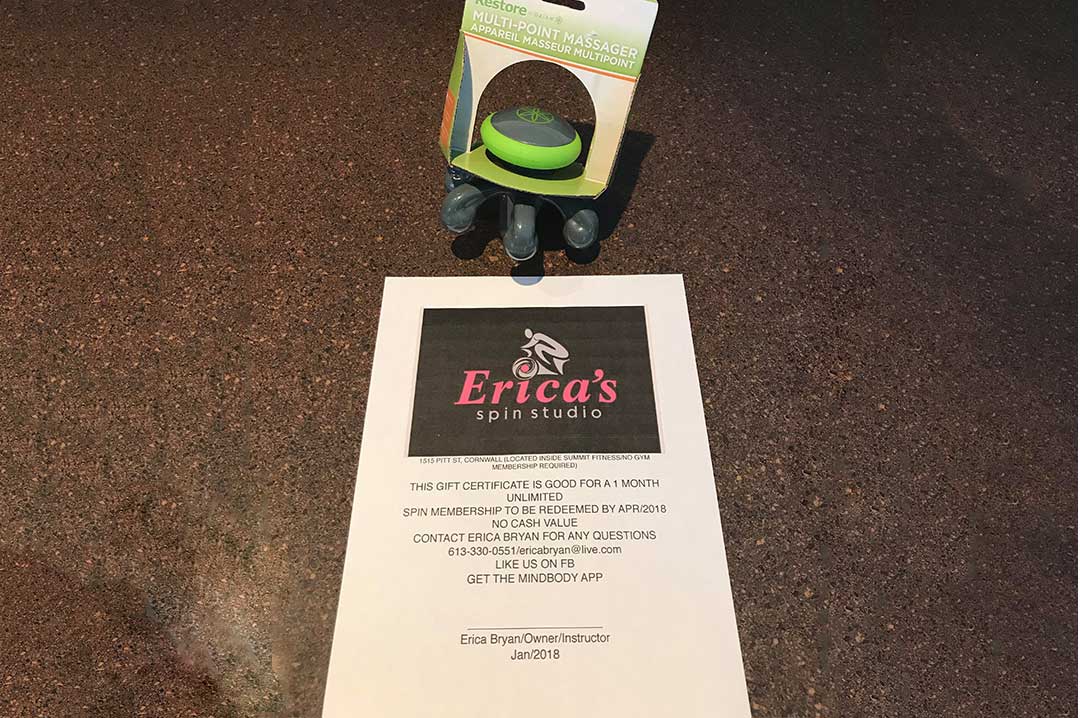 Restore
GAIAM
MULTI-POINT MASSAGER
APPAREIL MASSEUR MULTIPOINT
Erica's
spin studio
1515 PITT ST, CORNWALL (LOCATED INSIDE SUMMIT FITNESS/NO GYM
MEMBERSHIP REQUIRED)
THIS GIFT CERTIFICATE IS GOOD FOR A 1 MONTH
UNLIMITED
SPIN MEMBERSHIP TO BE REDEEMED BY APR/2018
NO CASH VALUE
CONTACT ERICA BRYAN FOR ANY QUESTIONS
613-330-0551/ericabryan@live.com
LIKE US ON FB
GET THE MINDBODY APP
Erica Bryan/Owner/Instructor
Jan/2018